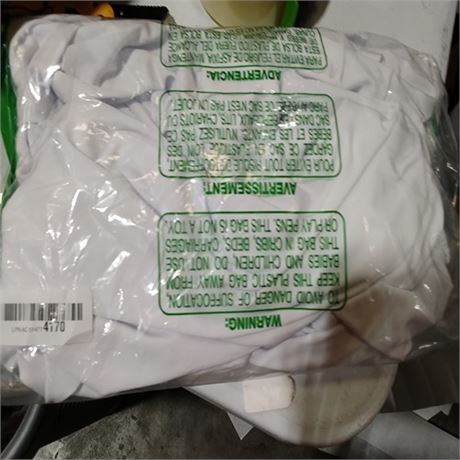 WARNING:
TO AVOID DANGER OF SUFFOCATION,
KEEP THIS PLASTIC BAG AWAY FROM
BABIES AND CHILDREN. DO NOT USE
THIS BAG IN CRIBS, BEDS, CARRIAGES
OR PLAY PENS. THIS BAG IS NOT A TOY.
AVERTISSEMENT:
POUR EVITER TOUT RISQUE D'ETOUFFEMENT
GARDEZ CE SAC EN PLASTIQUE LOIN DES
BEBES ET LES ENFANTS. N'UTILISEZ PAS CE
SAC DANS BERCEAUX, LITS, CHARIOTS OU
CE SAC N'EST PAS UN JOUET
ADVERTENCIA:
PARA EVITAR EL PELIGRO DE ASFIXIA MANTENGA
ESTA BOLSA DE PLASTICO FUERA DEL ALCANCE
ESTA BOLSA EN
4170